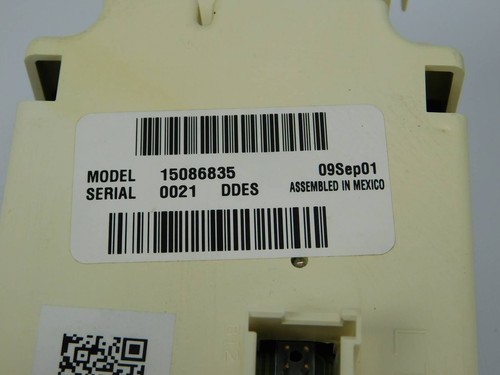 MODEL 15086835 09Sep01
SERIAL 0021 DDES ASSEMBLED IN MEXICO